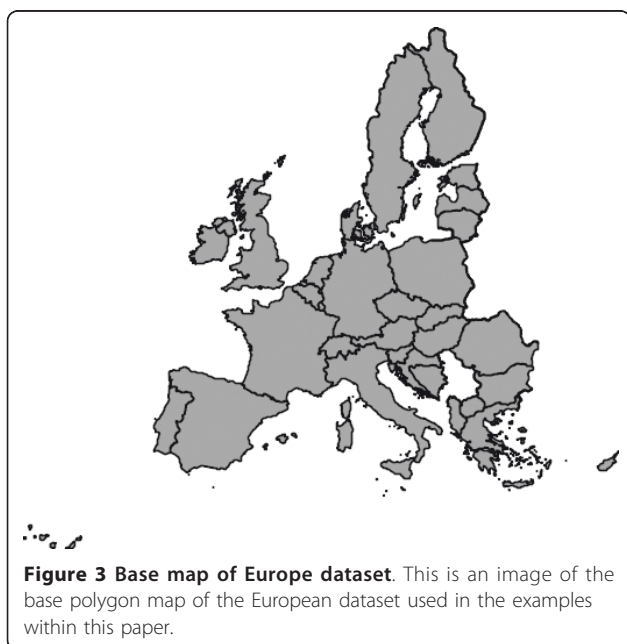 Figure 3 Base map of Europe dataset. This is an image of the
base polygon map of the European dataset used in the examples
within this paper.